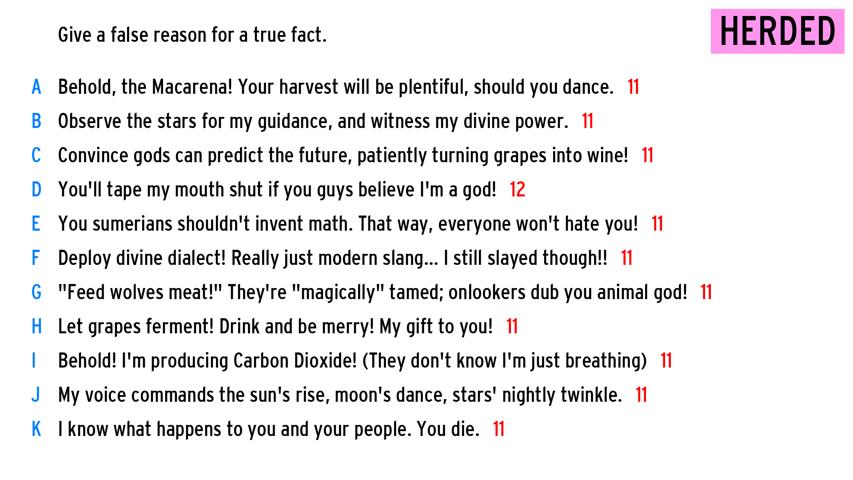 Give a false reason for a true fact.
HERDED
A Behold, the Macarena! Your harvest will be plentiful, should you dance. 11
B Observe the stars for my guidance, and witness my divine power. 11
C Convince gods can predict the future, patiently turning grapes into wine! 11
D You'll tape my mouth shut if you guys believe I'm a god! 12
E You sumerians shouldn't invent math. That way, everyone won't hate you! 11
F Deploy divine dialect! Really just modern slang... I still slayed though!! 11
G "Feed wolves meat!" They're "magically" tamed; onlookers dub you animal god! 11
H Let grapes ferment! Drink and be merry! My gift to you! 11
I Behold! I'm producing Carbon Dioxide! (They don't know I'm just breathing) 11
J My voice commands the sun's rise, moon's dance, stars' nightly twinkle. 11
K I know what happens to you and your people. You die. 11